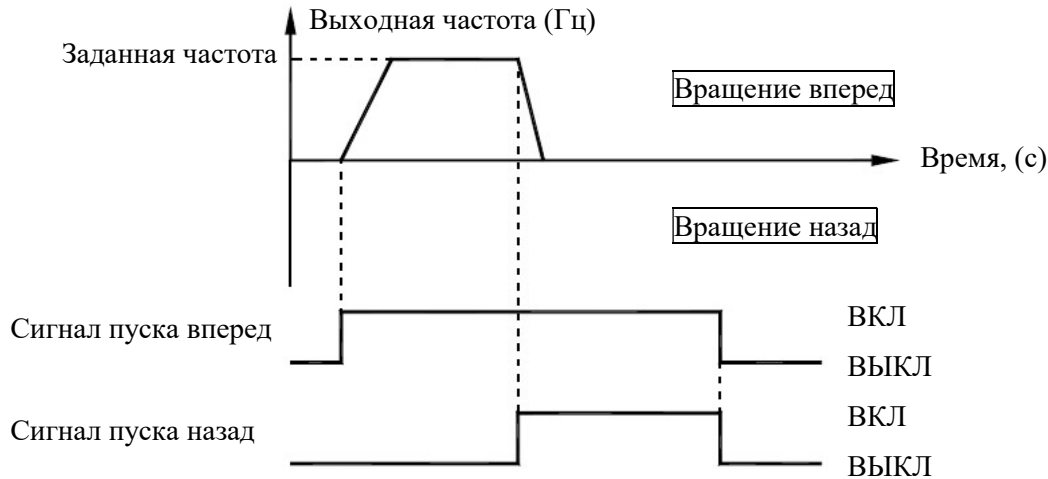 Выходная частота (Гц)
Заданная частота
Вращение вперед
Время, (с)
Вращение назад
Сигнал пуска вперед
ВКЛ
ВЫКЛ
Сигнал пуска назад
ВКЛ
ВЫКЛ